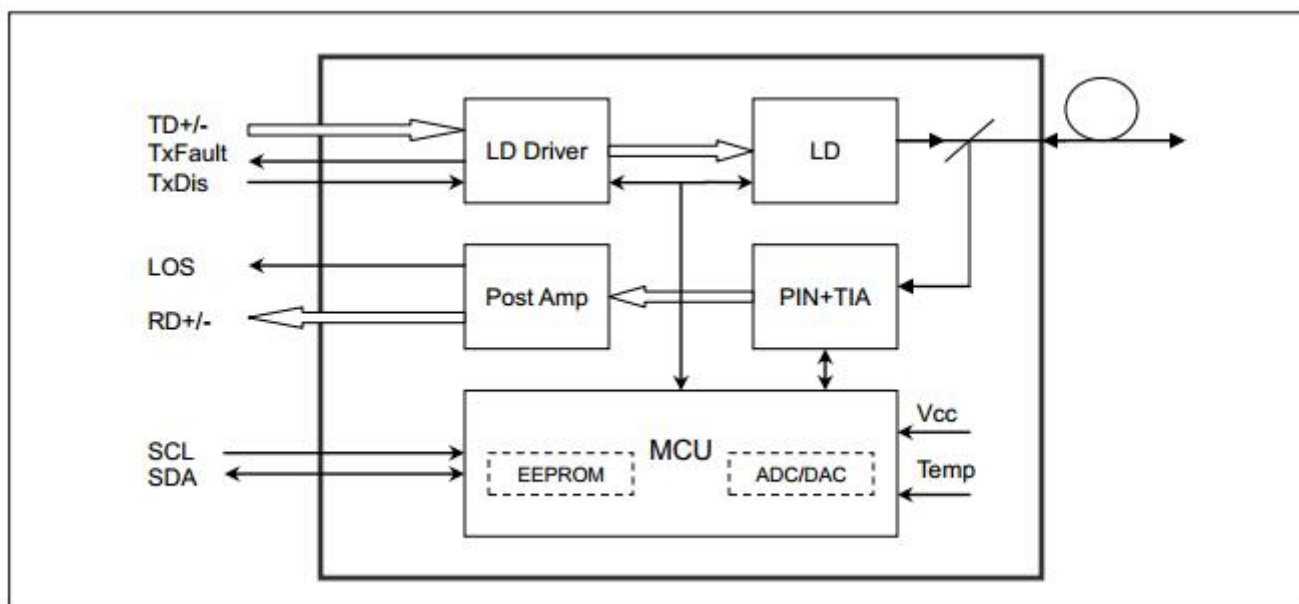 TD+/-
TxFault
TxDis
LD Driver
LD
LOS
RD+/-
Post Amp
PIN+TIA
SCL
SDA
MCU
EEPROM
ADC/DAC
Vcc
Temp